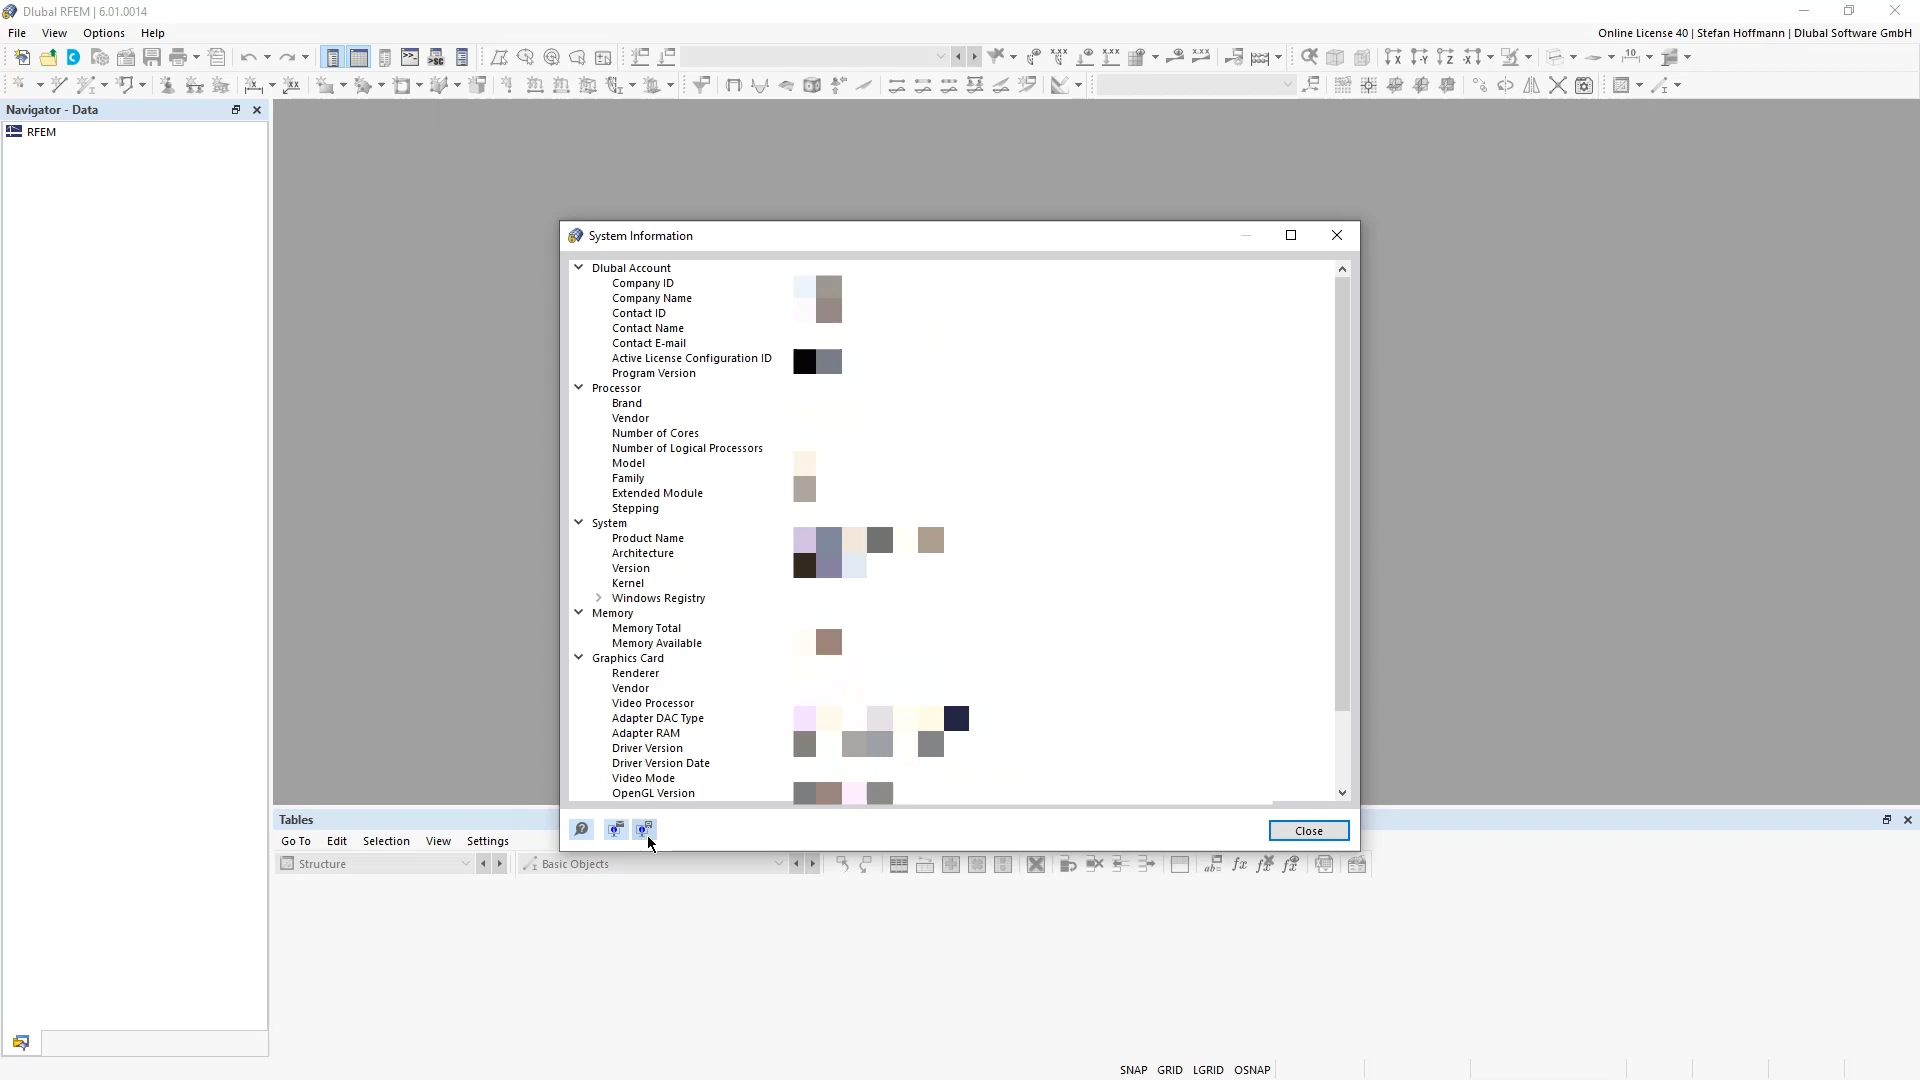 Dlubal RFEM | 6.01.0014
File View Options Help
Online License 40 | Stefan Hoffmann | Dlubal Software GmbH
Navigator - Data
RFEM
System Information
Dlubal Account
Company ID
Company Name
Contact ID
Contact Name
Contact E-mail
Active License Configuration ID
Program Version
Processor
Brand
Vendor
Number of Cores
Number of Logical Processors
Model
Family
Extended Module
Stepping
System
Product Name
Architecture
Version
Kernel
Windows Registry
Memory
Memory Total
Memory Available
Graphics Card
Renderer
Vendor
Video Processor
Adapter DAC Type
Adapter RAM
Driver Version
Driver Version Date
Video Mode
OpenGL Version
Close
Tables
Go To Edit Selection View Settings
Structure
Basic Objects
SNAP GRID LGRID OSNAP